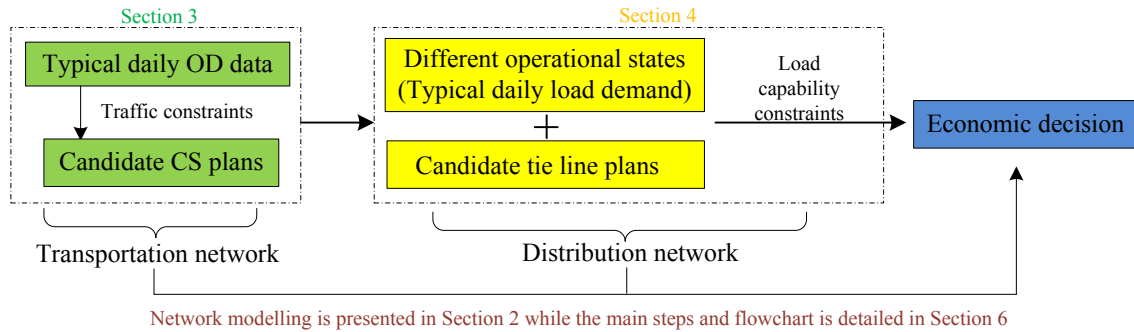 Section 3
Typical daily OD data
Traffic constraints
Candidate CS plans
Transportation network
Section 4
Different operational states
(Typical daily load demand)
+
Candidate tie line plans
Load
capability
constraints
Distribution network
Economic decision
Network modelling is presented in Section 2 while the main steps and flowchart is detailed in Section 6